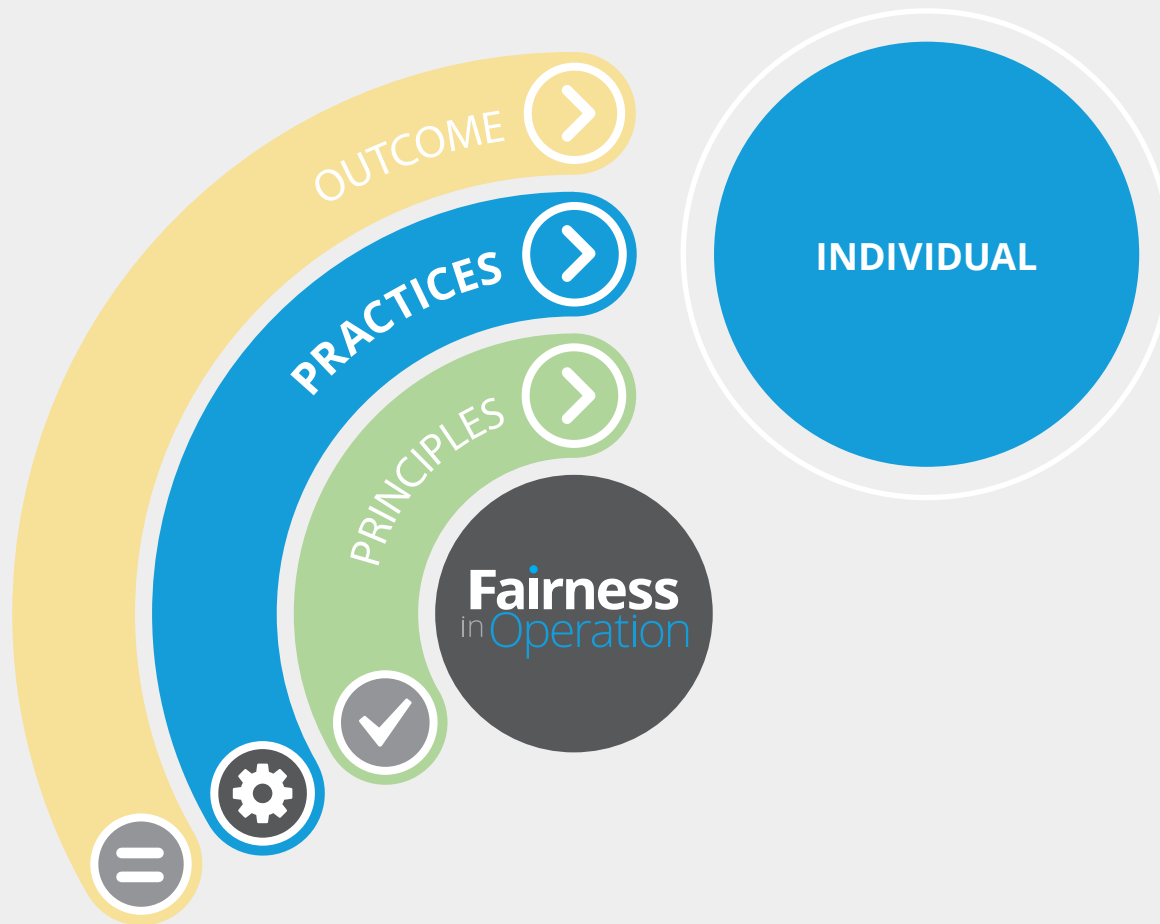 OUTCOME
PRACTICES
PRINCIPLES
INDIVIDUAL
Fairness
in Operation